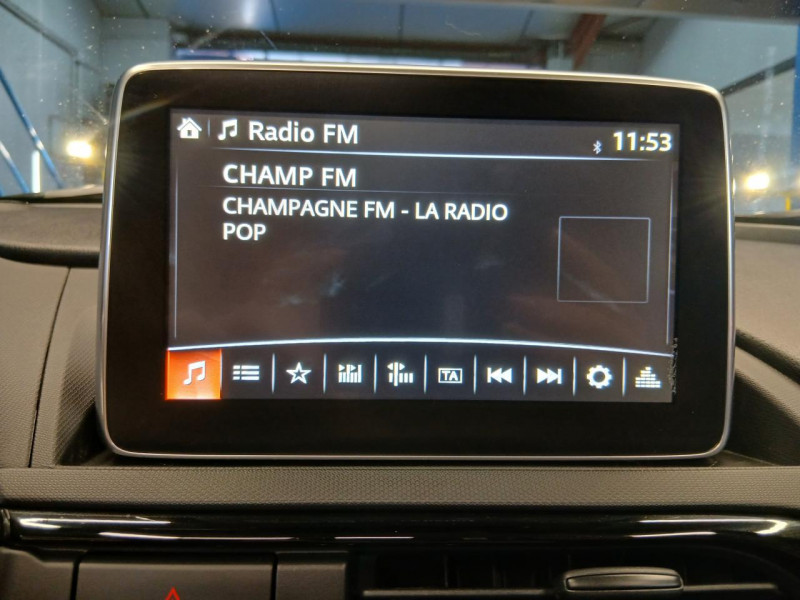 Radio FM
11:53
CHAMP FM
CHAMPAGNE FM - LA RADIO
POP
TA